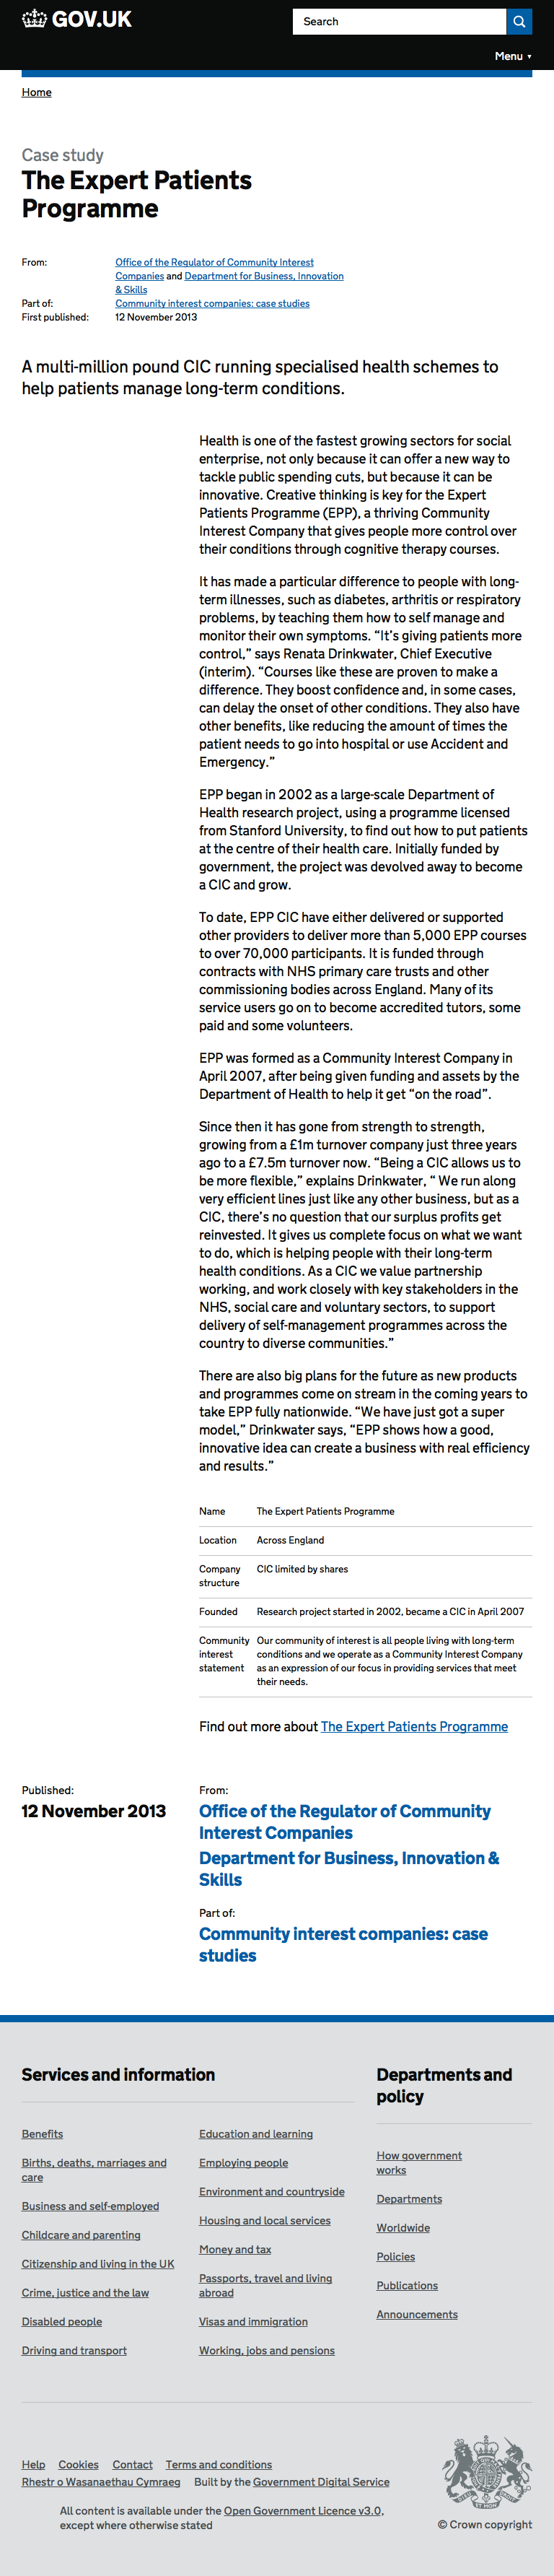 GOV.UK
Search
Menu ▾
Home
Case study
The Expert Patients
Programme
From:
Office of the Regulator of Community Interest
Companies and Department for Business, Innovation
& Skills
Part of:
Community interest companies: case studies
First published:
12 November 2013
A multi-million pound CIC running specialised health schemes to
help patients manage long-term conditions.
Health is one of the fastest growing sectors for social
enterprise, not only because it can offer a new way to
tackle public spending cuts, but because it can be
innovative. Creative thinking is key for the Expert
Patients Programme (EPP), a thriving Community
Interest Company that gives people more control over
their conditions through cognitive therapy courses.
It has made a particular difference to people with long-
term illnesses, such as diabetes, arthritis or respiratory
problems, by teaching them how to self manage and
monitor their own symptoms. “It’s giving patients more
control,” says Renata Drinkwater, Chief Executive
(interim). “Courses like these are proven to make a
difference. They boost confidence and, in some cases,
can delay the onset of other conditions. They also have
other benefits, like reducing the amount of times the
patient needs to go into hospital or use Accident and
Emergency.”
EPP began in 2002 as a large-scale Department of
Health research project, using a programme licensed
from Stanford University, to find out how to put patients
at the centre of their health care. Initially funded by
government, the project was devolved away to become
a CIC and grow.
To date, EPP CIC have either delivered or supported
other providers to deliver more than 5,000 EPP courses
to over 70,000 participants. It is funded through
contracts with NHS primary care trusts and other
commissioning bodies across England. Many of its
service users go on to become accredited tutors, some
paid and some volunteers.
EPP was formed as a Community Interest Company in
April 2007, after being given funding and assets by the
Department of Health to help it get “on the road”.
Since then it has gone from strength to strength,
growing from a £1m turnover company just three years
ago to a £7.5m turnover now. “Being a CIC allows us to
be more flexible,” explains Drinkwater, “ We run along
very efficient lines just like any other business, but as a
CIC, there’s no question that our surplus profits get
reinvested. It gives us complete focus on what we want
to do, which is helping people with their long-term
health conditions. As a CIC we value partnership
working, and work closely with key stakeholders in the
NHS, social care and voluntary sectors, to support
delivery of self-management programmes across the
country to diverse communities.”
There are also big plans for the future as new products
and programmes come on stream in the coming years to
take EPP fully nationwide. “We have just got a super
model,” Drinkwater says, “EPP shows how a good,
innovative idea can create a business with real efficiency
and results.”
Name The Expert Patients Programme
Location Across England
Company
structure
CIC limited by shares
Founded Research project started in 2002, became a CIC in April 2007
Community
interest
statement
Our community of interest is all people living with long-term
conditions and we operate as a Community Interest Company
as an expression of our focus in providing services that meet
their needs.
Find out more about The Expert Patients Programme
Published:
12 November 2013
From:
Office of the Regulator of Community
Interest Companies
Department for Business, Innovation &
Skills
Part of:
Community interest companies: case
studies
Services and information
Benefits
Births, deaths, marriages and
care
Business and self-employed
Childcare and parenting
Citizenship and living in the UK
Crime, justice and the law
Disabled people
Driving and transport
Education and learning
Employing people
Environment and countryside
Housing and local services
Money and tax
Passports, travel and living
abroad
Visas and immigration
Working, jobs and pensions
Departments and
policy
How government
works
Departments
Worldwide
Policies
Publications
Announcements
Help Cookies Contact Terms and conditions
Rhestr o Wasanaethau Cymraeg Built by the Government Digital Service
All content is available under the Open Government Licence v3.0,
except where otherwise stated
© Crown copyright